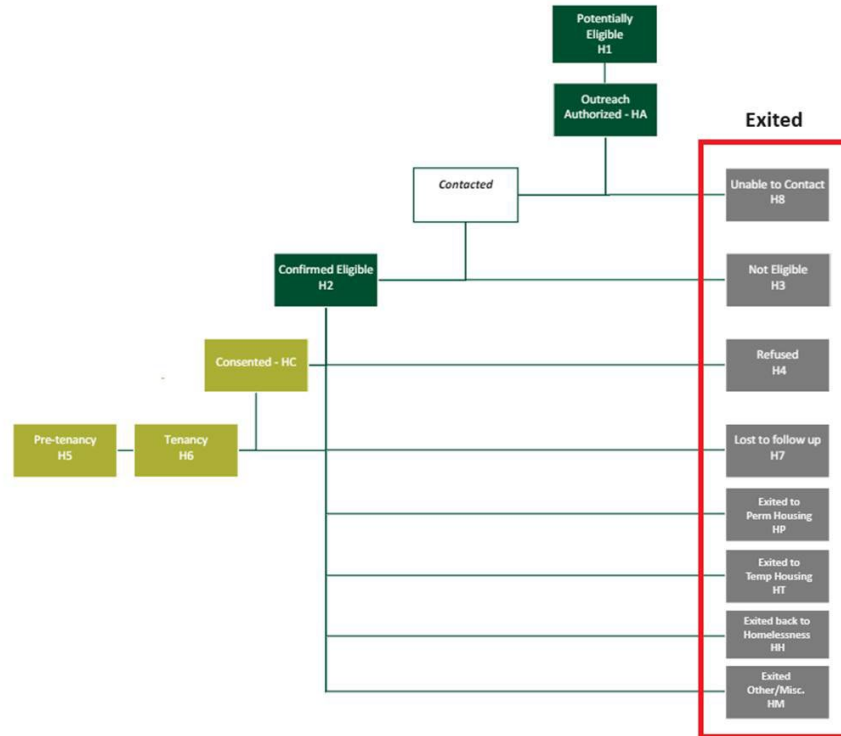 Potentially
Eligible
H1
Outreach
Authorized - HA
Exited
Contacted
Unable to Contact
H8
Confirmed Eligible
H2
Not Eligible
H3
Consented - HC
Refused
H4
Pre-tenancy
H5
Tenancy
H6
Lost to follow up
H7
Exited to
Perm Housing
HP
Exited to
Temp Housing
HT
Exited back to
Homelessness
HH
Exited
Other/Misc.
HM